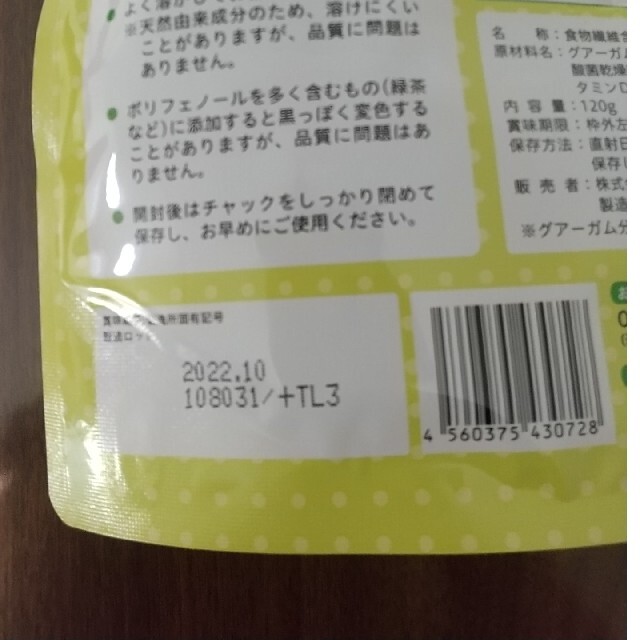 よく溶かして
※天然由来成分のため、溶けにくい
ことがありますが、品質に問題は
ありません。
● ポリフェノールを多く含むもの(緑茶
など)に添加すると黒っぽく変色する
ことがありますが、品質に問題はあ
りません。
● 開封後はチャックをしっかり閉めて
保存し、お早めにご使用ください。
名 称:食物繊維含
原材料名:グアーガム
酸菌乾燥
タミンD
内 容 量:120g
賞味期限:枠外左
保存方法:直射日
保存し
販 売 者:株式
製造
※グアーガム分
所固有記号
製造ロッ
2022.10
108031/+TL3
4 560375 430728
お
0